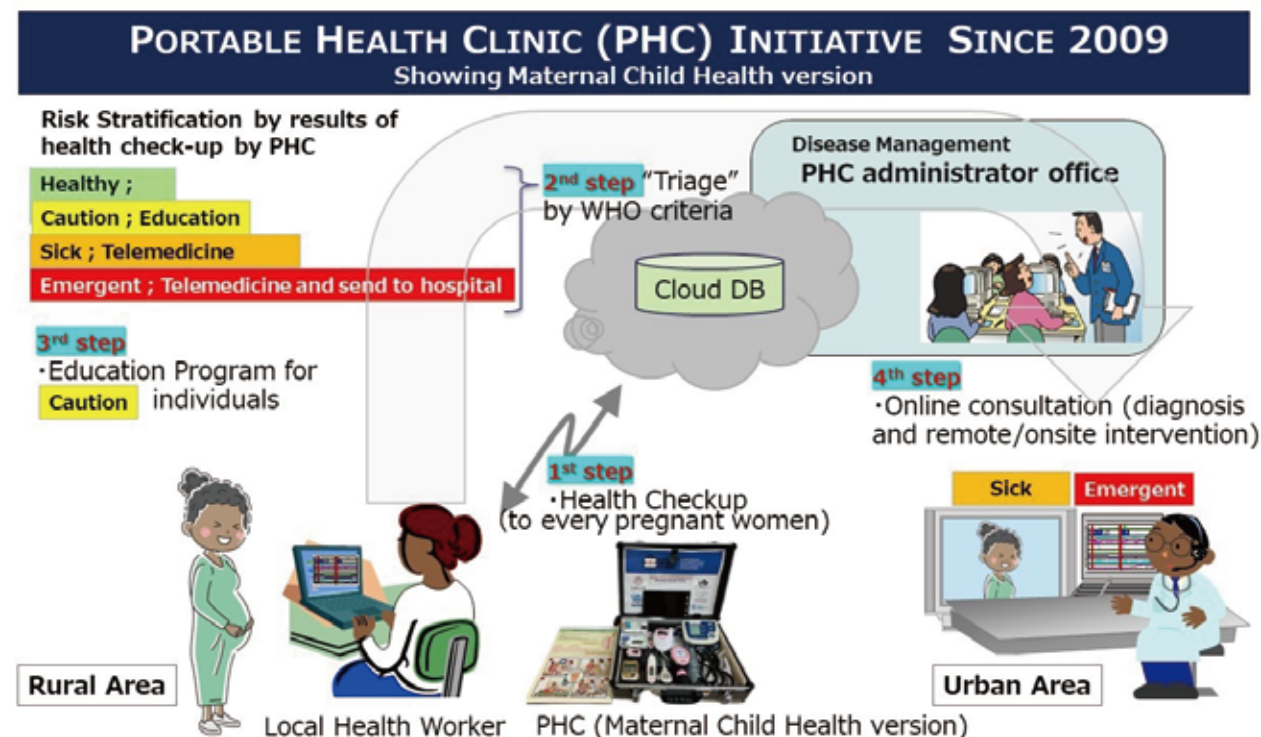 PORTABLE HEALTH CLINIC (PHC) INITIATIVE SINCE 2009
Showing Maternal Child Health version
Risk Stratification by results of
health check-up by PHC
Healthy ;
Caution ; Education
Sick ; Telemedicine
Emergent ; Telemedicine and send to hospital
2nd step "Triage"
by WHO criteria
Disease Management
PHC administrator office
Cloud DB
3rd step
・Education Program for
Caution individuals
4th step
・Online consultation (diagnosis
and remote/onsite intervention)
1st step
・Health Checkup
(to every pregnant women)
Sick
Emergent
Rural Area
Local Health Worker
PHC (Maternal Child Health version)
Urban Area